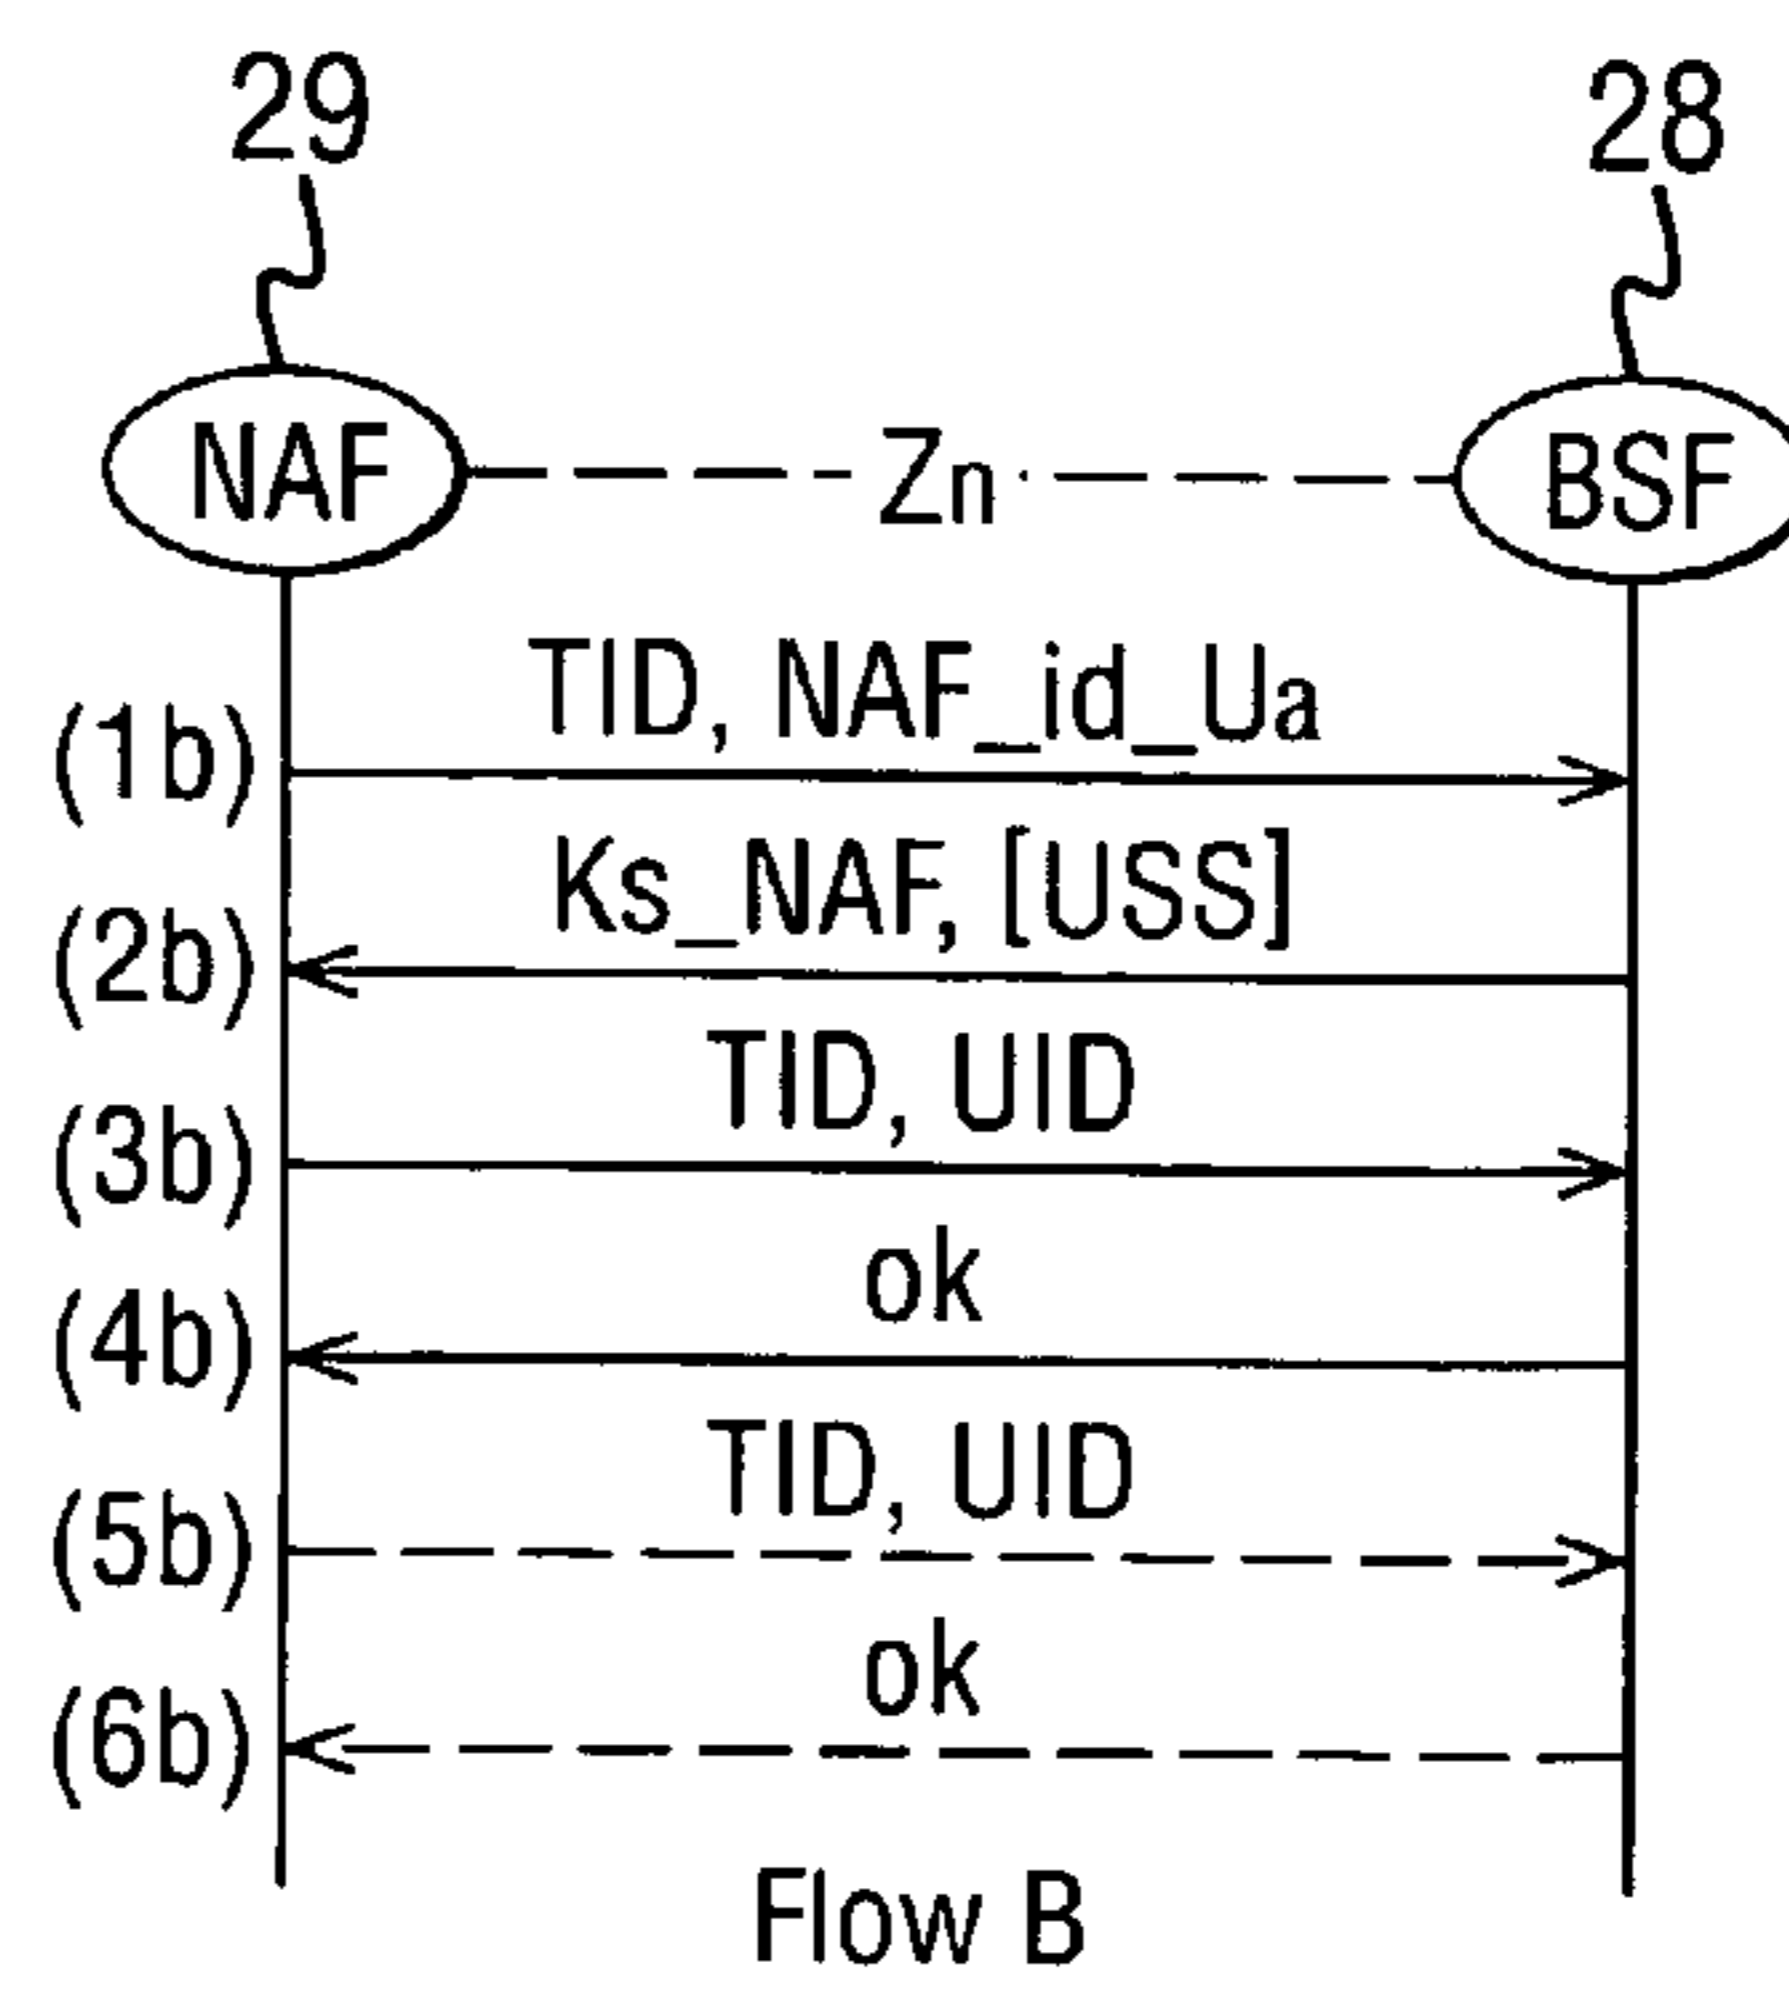 29 28
NAF Zn BSF
TID, NAF_id_Ua
(1b)
Ks_NAF, [USS]
(2b)
TID, UID
(3b)
ok
(4b)
TID, UID
(5b)
ok
(6b)
Flow B